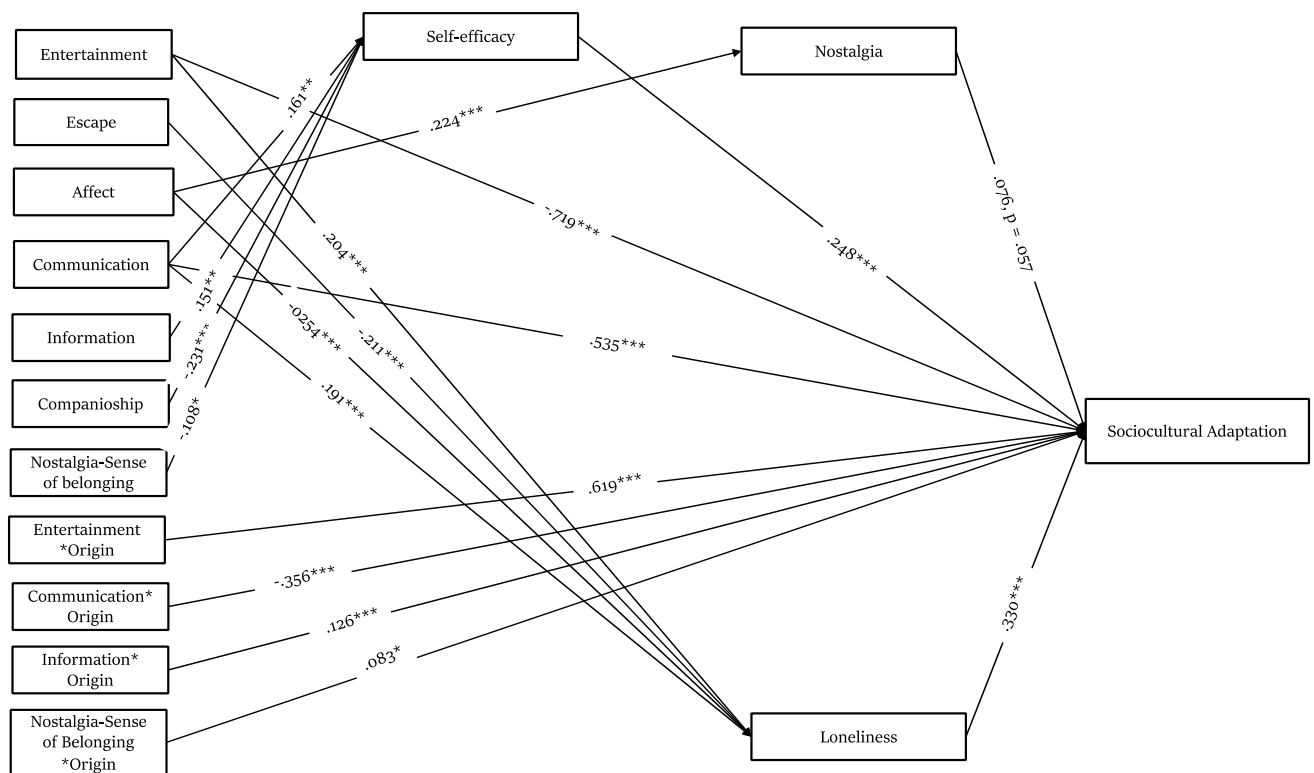 Entertainment
Escape
Affect
Communication
Information
Companioship
Nostalgia-Sense
of belonging
Entertainment
*Origin
Communication*
Origin
Information*
Origin
Nostalgia-Sense
of Belonging
*Origin
Self-efficacy
Nostalgia
Loneliness
Sociocultural Adaptation
.161**
.224***
.151**
-.231***
-.108*
.204***
-.211***
-0254***
.191***
-.719***
.248***
.076, p = .057
.535***
.619***
-.356***
.126***
.083*
.330***